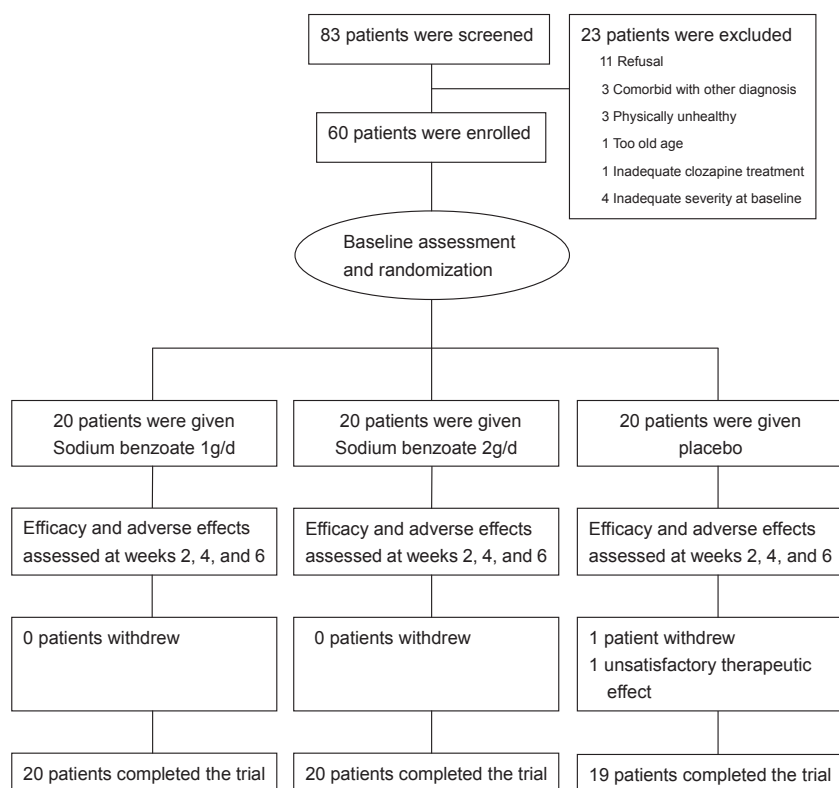 83 patients were screened
23 patients were excluded
11 Refusal
3 Comorbid with other diagnosis
3 Physically unhealthy
1 Too old age
1 Inadequate clozapine treatment
4 Inadequate severity at baseline
60 patients were enrolled
Baseline assessment
and randomization
20 patients were given
Sodium benzoate 1g/d
20 patients were given
Sodium benzoate 2g/d
20 patients were given
placebo
Efficacy and adverse effects
assessed at weeks 2, 4, and 6
Efficacy and adverse effects
assessed at weeks 2, 4, and 6
Efficacy and adverse effects
assessed at weeks 2, 4, and 6
0 patients withdrew
0 patients withdrew
1 patient withdrew
1 unsatisfactory therapeutic
effect
20 patients completed the trial
20 patients completed the trial
19 patients completed the trial